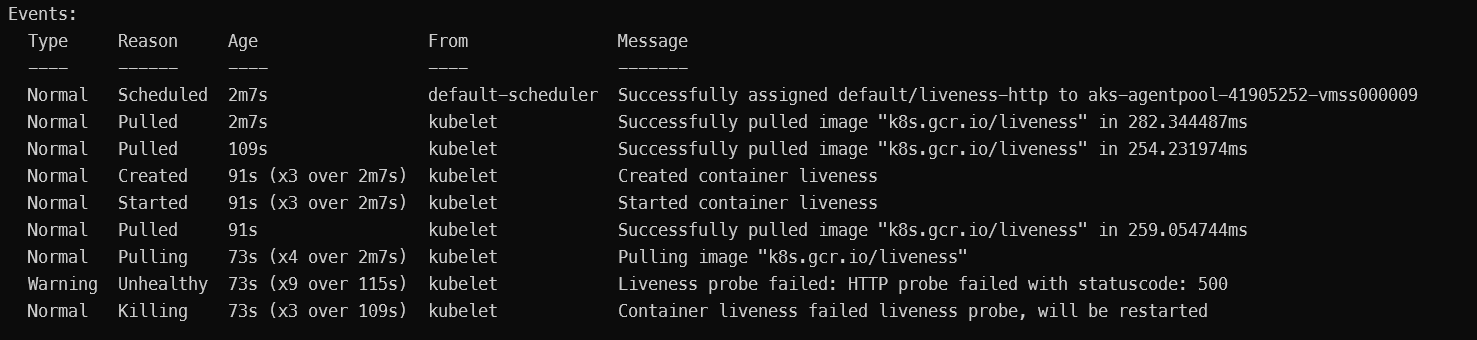 Events:
Type Reason Age From Message
---- ------ ---- ---- -------
Normal Scheduled 2m7s default-scheduler Successfully assigned default/liveness-http to aks-agentpool-41905252-vmss000009
Normal Pulled 2m7s kubelet Successfully pulled image "k8s.gcr.io/liveness" in 282.344487ms
Normal Pulled 109s kubelet Successfully pulled image "k8s.gcr.io/liveness" in 254.231974ms
Normal Created 91s (x3 over 2m7s) kubelet Created container liveness
Normal Started 91s (x3 over 2m7s) kubelet Started container liveness
Normal Pulled 91s kubelet Successfully pulled image "k8s.gcr.io/liveness" in 259.054744ms
Normal Pulling 73s (x4 over 2m7s) kubelet Pulling image "k8s.gcr.io/liveness"
Warning Unhealthy 73s (x9 over 115s) kubelet Liveness probe failed: HTTP probe failed with statuscode: 500
Normal Killing 73s (x3 over 109s) kubelet Container liveness failed liveness probe, will be restarted